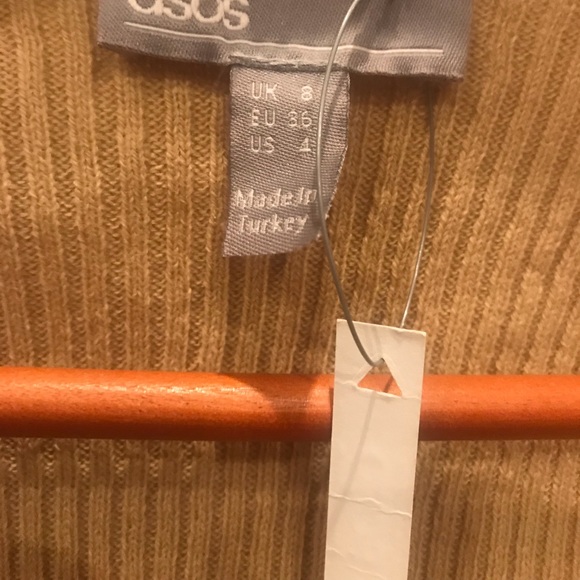 asos
UK 8
EU 36
US 4
Made In
Turkey